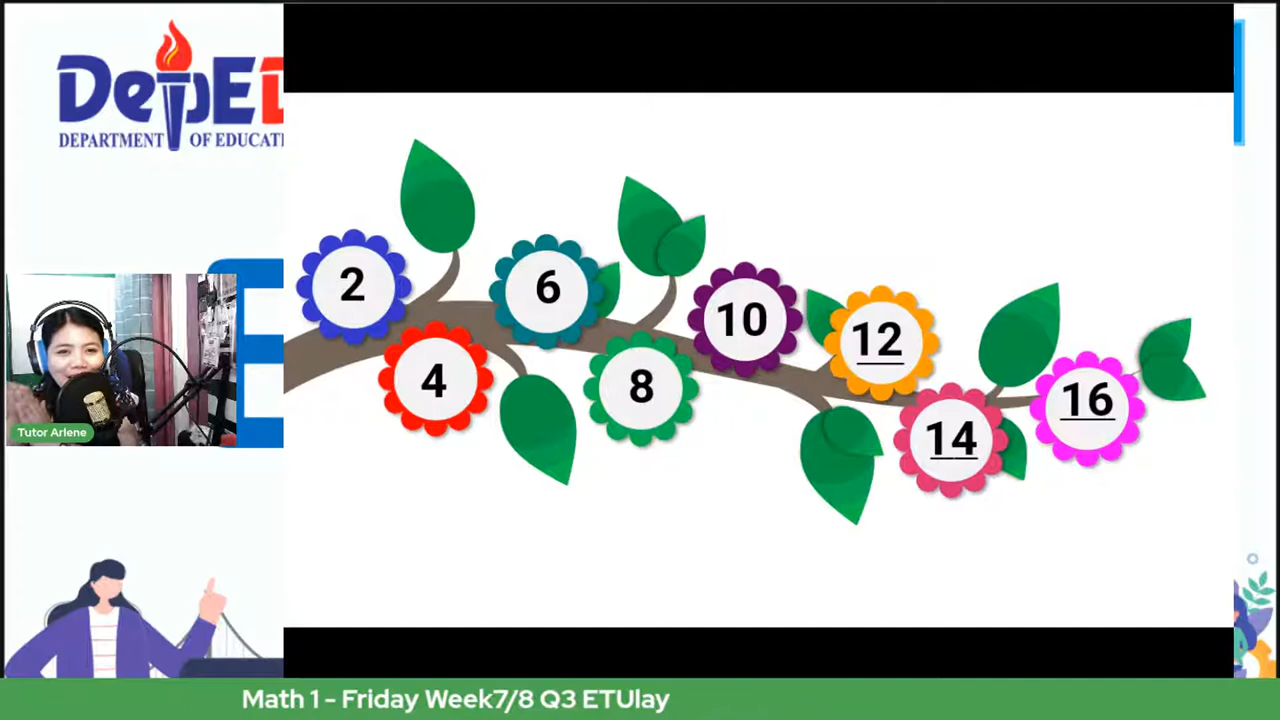 DepED
DEPARTMENT OF EDUCATI
2
4
6
8
10
12
14
16
Tutor Arlene
Math 1 - Friday Week7/8 Q3 ETUlay